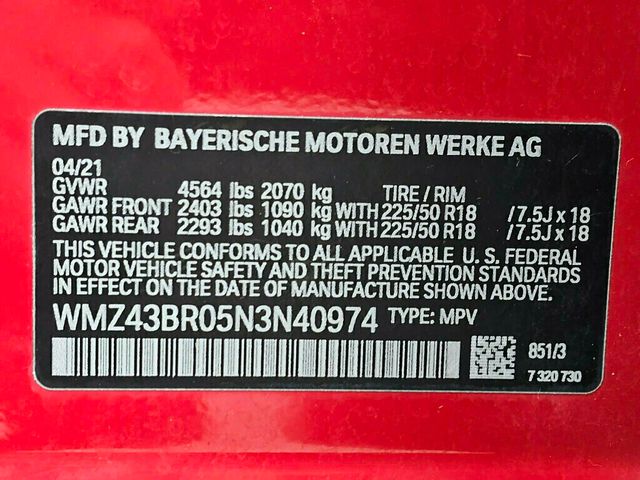 MFD BY BAYERISCHE MOTOREN WERKE AG
04/21
GVWR 4564 lbs 2070 kg TIRE / RIM
GAWR FRONT 2403 lbs 1090 kg WITH 225/50 R18 /7.5J x 18
GAWR REAR 2293 lbs 1040 kg WITH 225/50 R18 /7.5J x 18
THIS VEHICLE CONFORMS TO ALL APPLICABLE U. S. FEDERAL
MOTOR VEHICLE SAFETY AND THEFT PREVENTION STANDARDS
IN EFFECT ON THE DATE OF MANUFACTURE SHOWN ABOVE.
WMZ43BR05N3N40974 TYPE: MPV
851/3
7 320 730